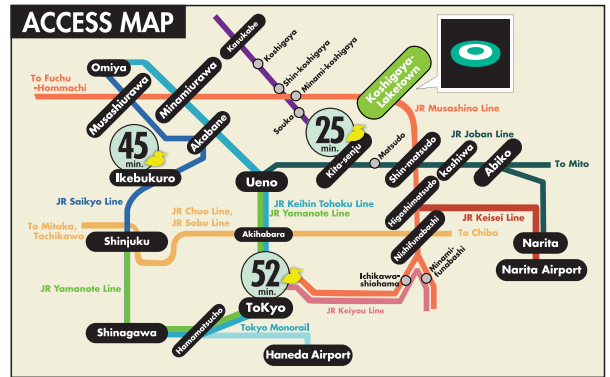 ACCESS MAP
Kasukabe
Koshigaya
Shin-koshigaya
Minami-koshigaya
Omiya
Musashiurawa
Minamiurawa
To Fuchu
-Hommachi
Koshigaya-
Laketown
JR Musashino Line
Souka
Akabane
45
min.
25
min.
Kita-senju
Matsudo
JR Joban Line
Shin-matsudo
kashiwa
Abiko
To Mito
Ikebukuro
Ueno
Higashimatsudo
JR Saikyo Line
JR Keihin Tohoku Line
JR Yamanote Line
JR Chuo Line,
JR Sobu Line
JR Keisei Line
To Mitaka,
Tachikawa
Shinjuku
Akihabara
Nishifunabashi
To Chiba
Narita
Narita Airport
52
min.
Ichikawa-
shiohama
Minami-
funabashi
JR Yamanote Line
ToKyo
JR Keiyau Line
Shinagawa
Hamamatsucho
Tokyo Monorail
Haneda Airport